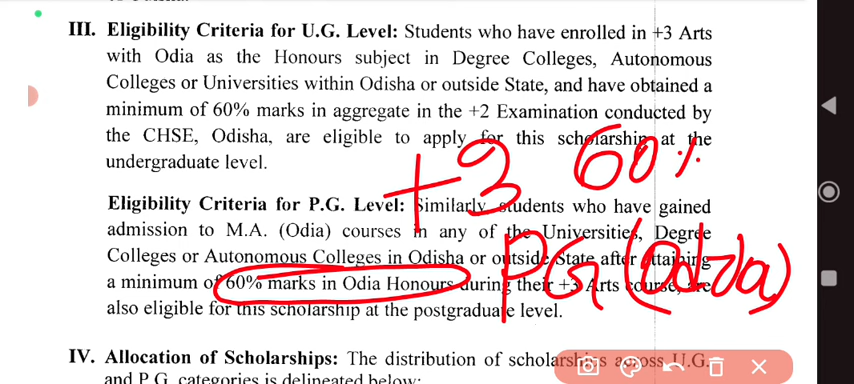 III. Eligibility Criteria for U.G. Level: Students who have enrolled in +3 Arts
with Odia as the Honours subject in Degree Colleges, Autonomous
Colleges or Universities within Odisha or outside State, and have obtained a
minimum of 60% marks in aggregate in the +2 Examination conducted by
the CHSE, Odisha, are eligible to apply for this scholarship at the
undergraduate level.
+3 60%
Eligibility Criteria for P.G. Level: Similarly students who have gained
admission to M.A. (Odia) courses in any of the Universities, Degree
Colleges or Autonomous Colleges in Odisha or outside State after attaining
PG (Odda)
a minimum of 60% marks in Odia Honours during their +3 Arts course, are
also eligible for this scholarship at the postgraduate level.
IV. Allocation of Scholarships: The distribution of scholarships across U.G.
and P.G. categories is delineated below: